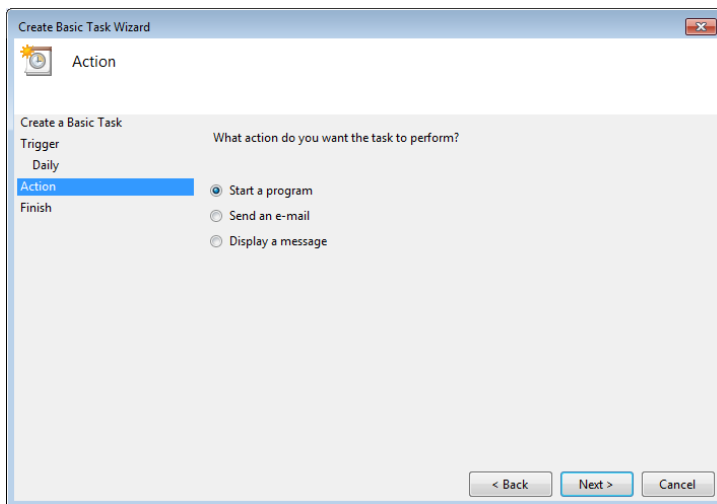 Create Basic Task Wizard
Action
Create a Basic Task
Trigger
Daily
Action
Finish
What action do you want the task to perform?
Start a program
Send an e-mail
Display a message
< Back
Next >
Cancel